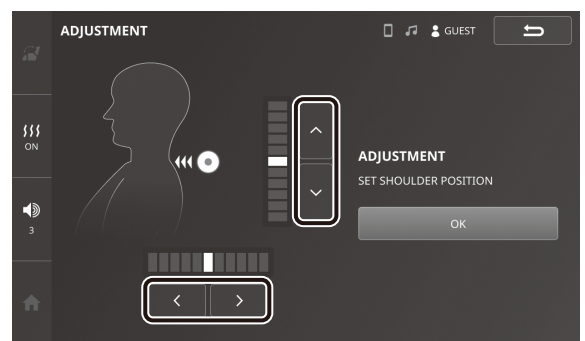 ADJUSTMENT
GUEST
ON
3
ADJUSTMENT
SET SHOULDER POSITION
OK